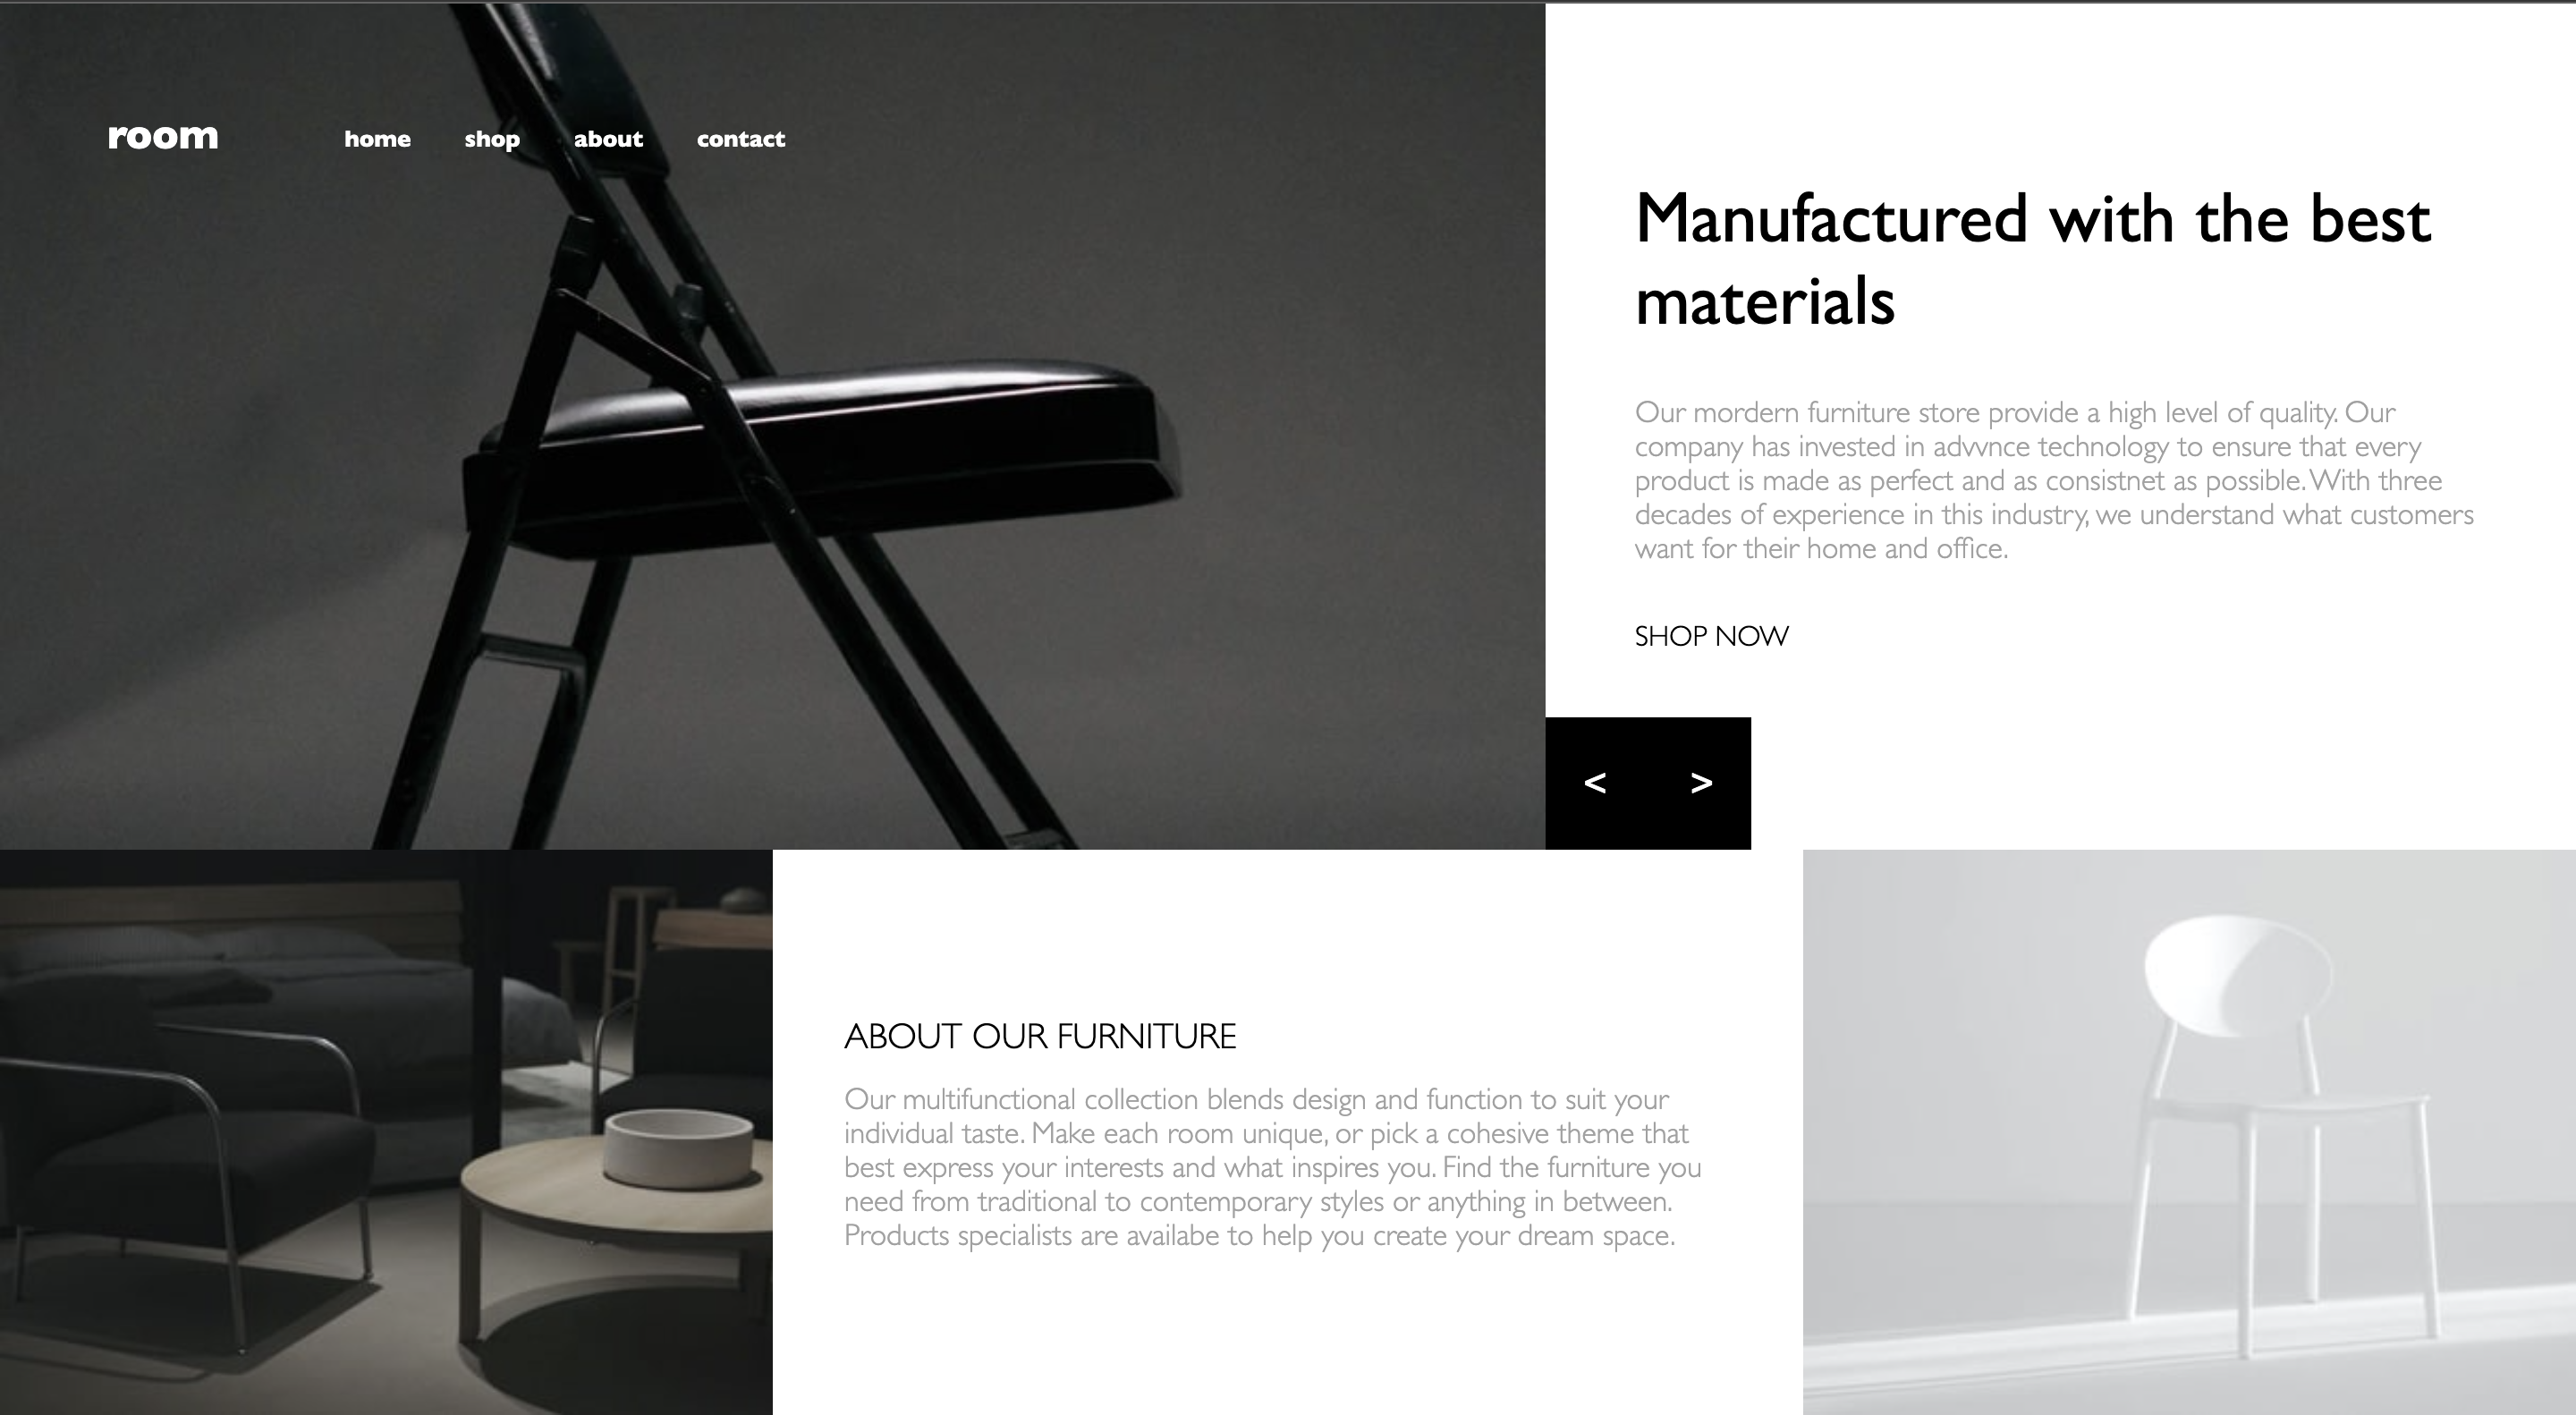 room
home shop about contact
Manufactured with the best
materials
Our mordern furniture store provide a high level of quality. Our
company has invested in advvnce technology to ensure that every
product is made as perfect and as consistnet as possible. With three
decades of experience in this industry, we understand what customers
want for their home and office.
SHOP NOW
< >
ABOUT OUR FURNITURE
Our multifunctional collection blends design and function to suit your
individual taste. Make each room unique, or pick a cohesive theme that
best express your interests and what inspires you. Find the furniture you
need from traditional to contemporary styles or anything in between.
Products specialists are availabe to help you create your dream space.